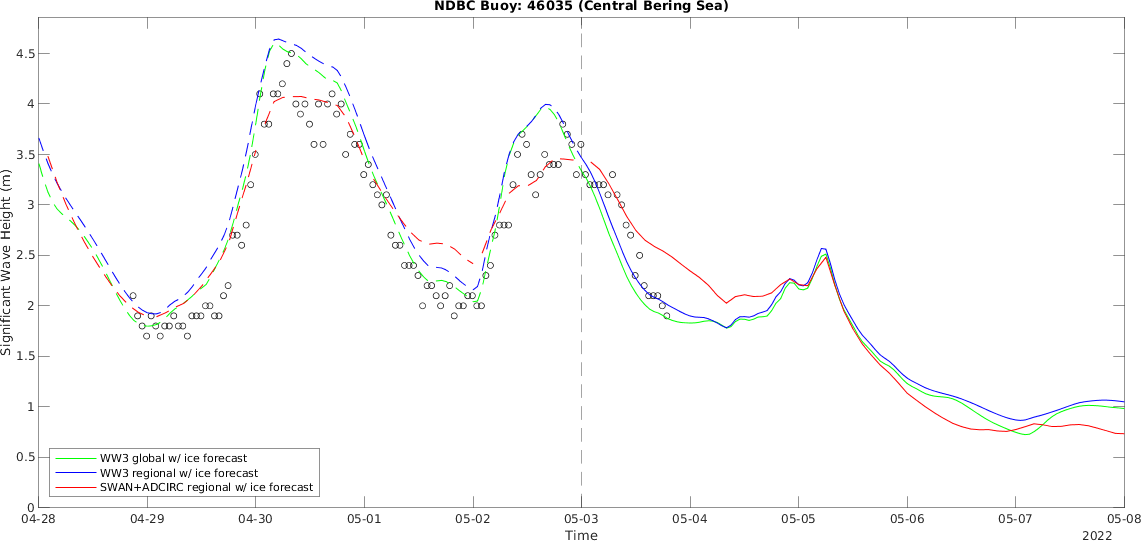 NDBC Buoy: 46035 (Central Bering Sea)
Significant Wave Height (m)
4.5
4
3.5
3
2.5
2
1.5
1
0.5
0
WW3 global w/ ice forecast
WW3 regional w/ ice forecast
SWAN+ADCIRC regional w/ ice forecast
04-28 04-29 04-30 05-01 05-02 05-03 05-04 05-05 05-06 05-07 05-08
Time
2022